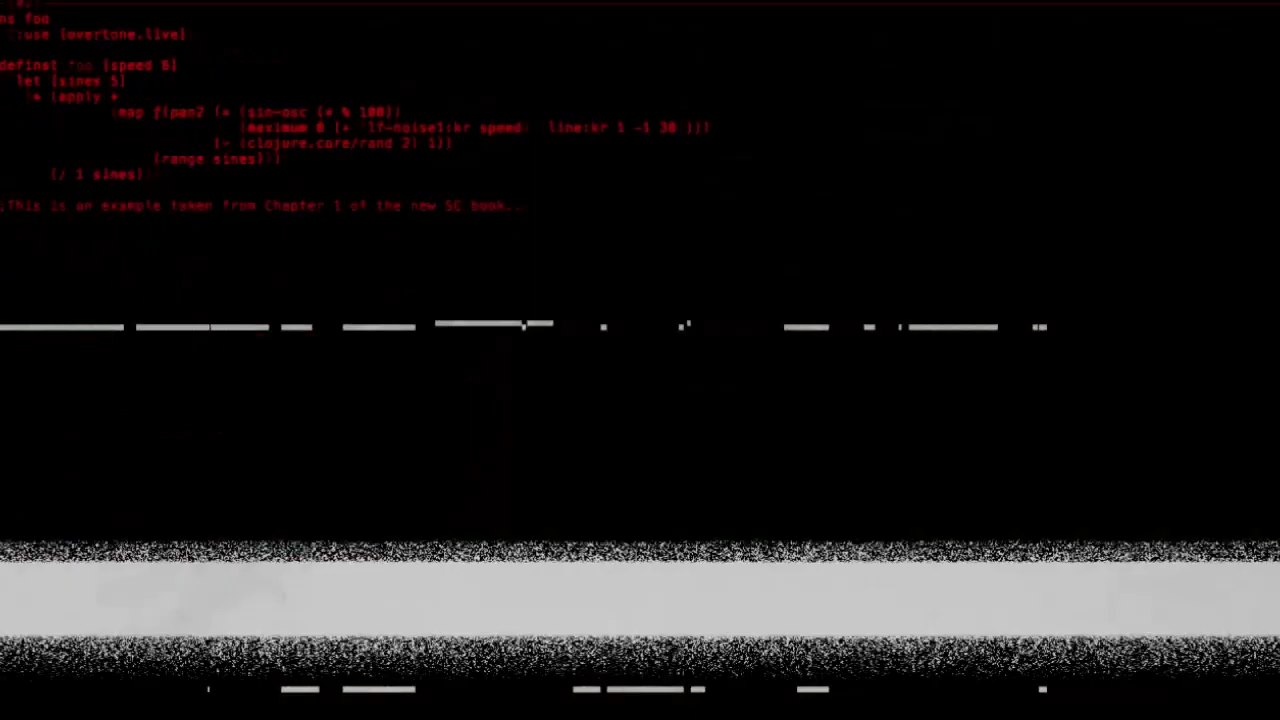 ns foo
:use [overtone.live]
definst foo [speed 6]
let [sines 5]
(* (apply +
(map #(pan2 (* (sin-osc (* % 100))
(maximum 0 (+ (lf-noise1:kr speed) (line:kr 1 -1 30 ))))
(- (clojure.core/rand 2) 1))
(range sines)))
(/ 1 sines)
;This is an example taken from Chapter 1 of the new SC book..